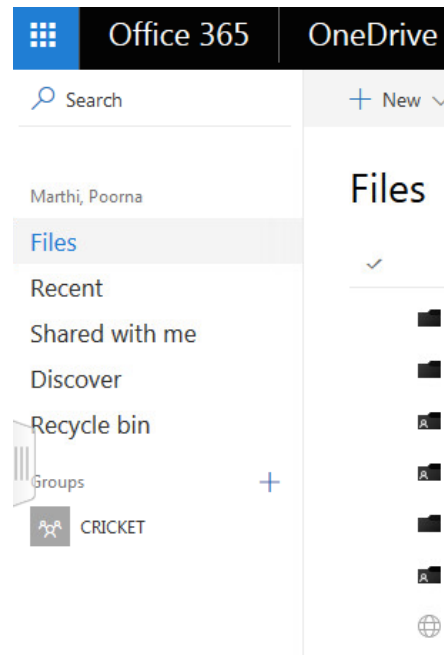 Office 365 OneDrive
Search
New
Marthi, Poorna
Files
Files
Recent
Shared with me
Discover
Recycle bin
Groups
CRICKET